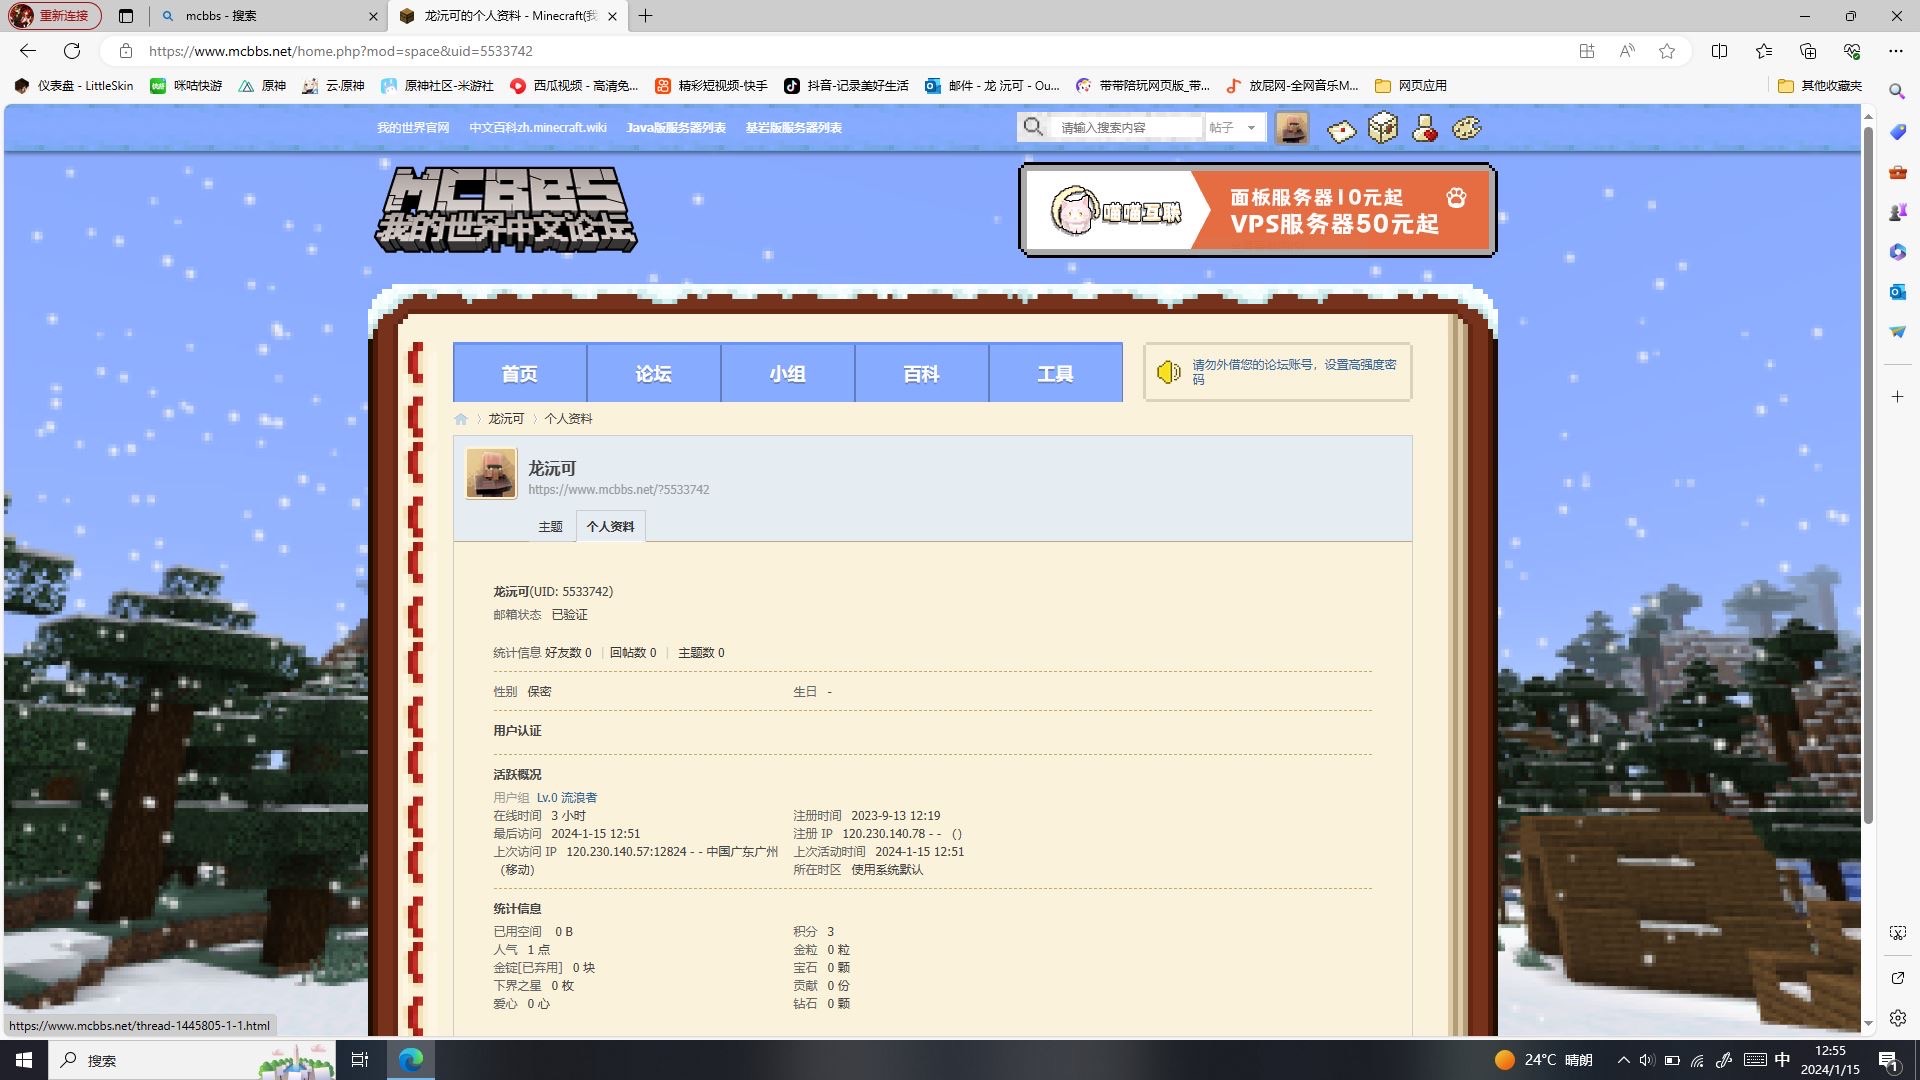 重新连接
mcbbs - 搜索
龙沅可的个人资料 - Minecraft(我
https://www.mcbbs.net/home.php?mod=space&uid=5533742
仪表盘 - LittleSkin
咪咕快游
原神
云·原神
原神社区-米游社
西瓜视频 - 高清免...
精彩短视频-快手
抖音-记录美好生活
邮件 - 龙 沅可 - Ou...
带带陪玩网页版_带...
放屁网-全网音乐M...
网页应用
其他收藏夹
我的世界官网 中文百科zh.minecraft.wiki Java版服务器列表 基岩版服务器列表
请输入搜索内容 帖子
MCBBS
我的世界中文论坛
喵喵互联
面板服务器10元起
VPS服务器50元起
首页 论坛 小组 百科 工具
请勿外借您的论坛账号，设置高强度密
码
龙沅可 〉 个人资料
龙沅可
https://www.mcbbs.net/?5533742
主题 个人资料
龙沅可(UID: 5533742)
邮箱状态 已验证
统计信息 好友数 0 | 回帖数 0 | 主题数 0
性别 保密 生日 -
用户认证
活跃概况
用户组 Lv.0 流浪者
在线时间 3 小时 注册时间 2023-9-13 12:19
最后访问 2024-1-15 12:51 注册 IP 120.230.140.78 - - （）
上次访问 IP 120.230.140.57:12824 - - 中国广东广州 上次活动时间 2024-1-15 12:51
（移动） 所在时区 使用系统默认
统计信息
已用空间 0 B 积分 3
人气 1 点 金粒 0 粒
金锭[已弃用] 0 块 宝石 0 颗
下界之星 0 枚 贡献 0 份
爱心 0 心 钻石 0 颗
https://www.mcbbs.net/thread-1445805-1-1.html
搜索
24°C 晴朗
中
12:55
2024/1/15
1